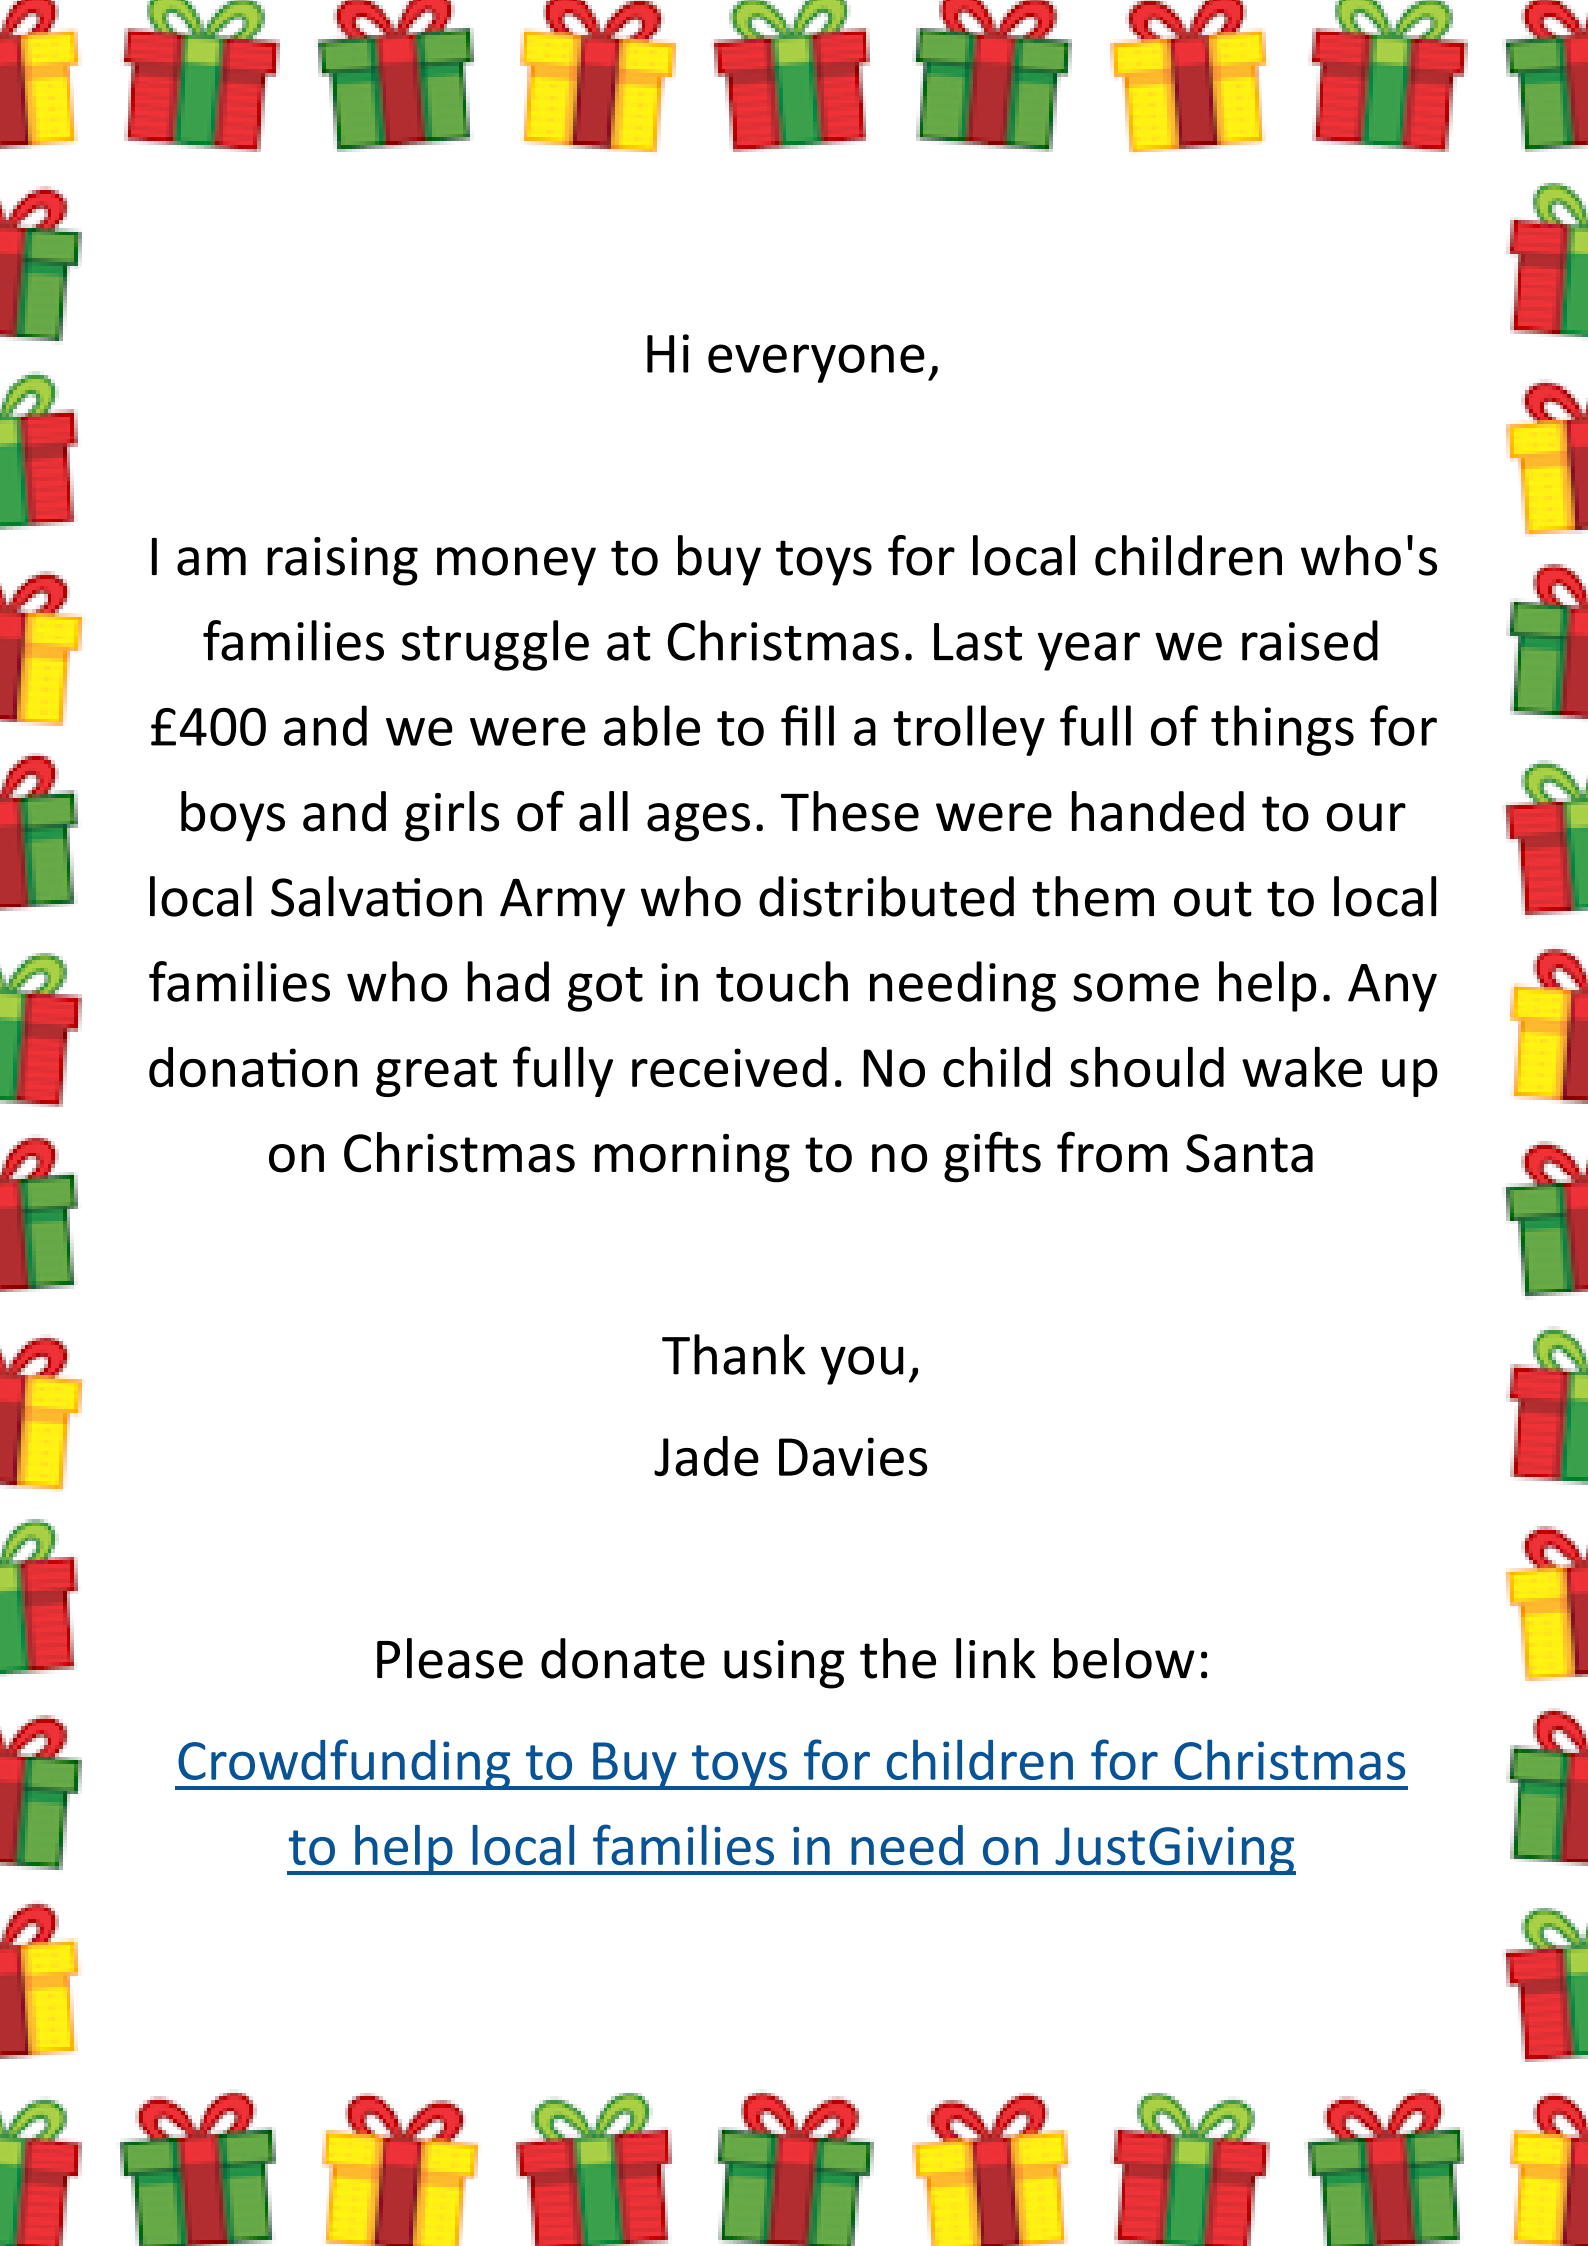 Hi everyone,
I am raising money to buy toys for local children who's
families struggle at Christmas. Last year we raised
£400 and we were able to fill a trolley full of things for
boys and girls of all ages. These were handed to our
local Salvation Army who distributed them out to local
families who had got in touch needing some help. Any
donation great fully received. No child should wake up
on Christmas morning to no gifts from Santa
Thank you,
Jade Davies
Please donate using the link below:
Crowdfunding to Buy toys for children for Christmas
to help local families in need on JustGiving